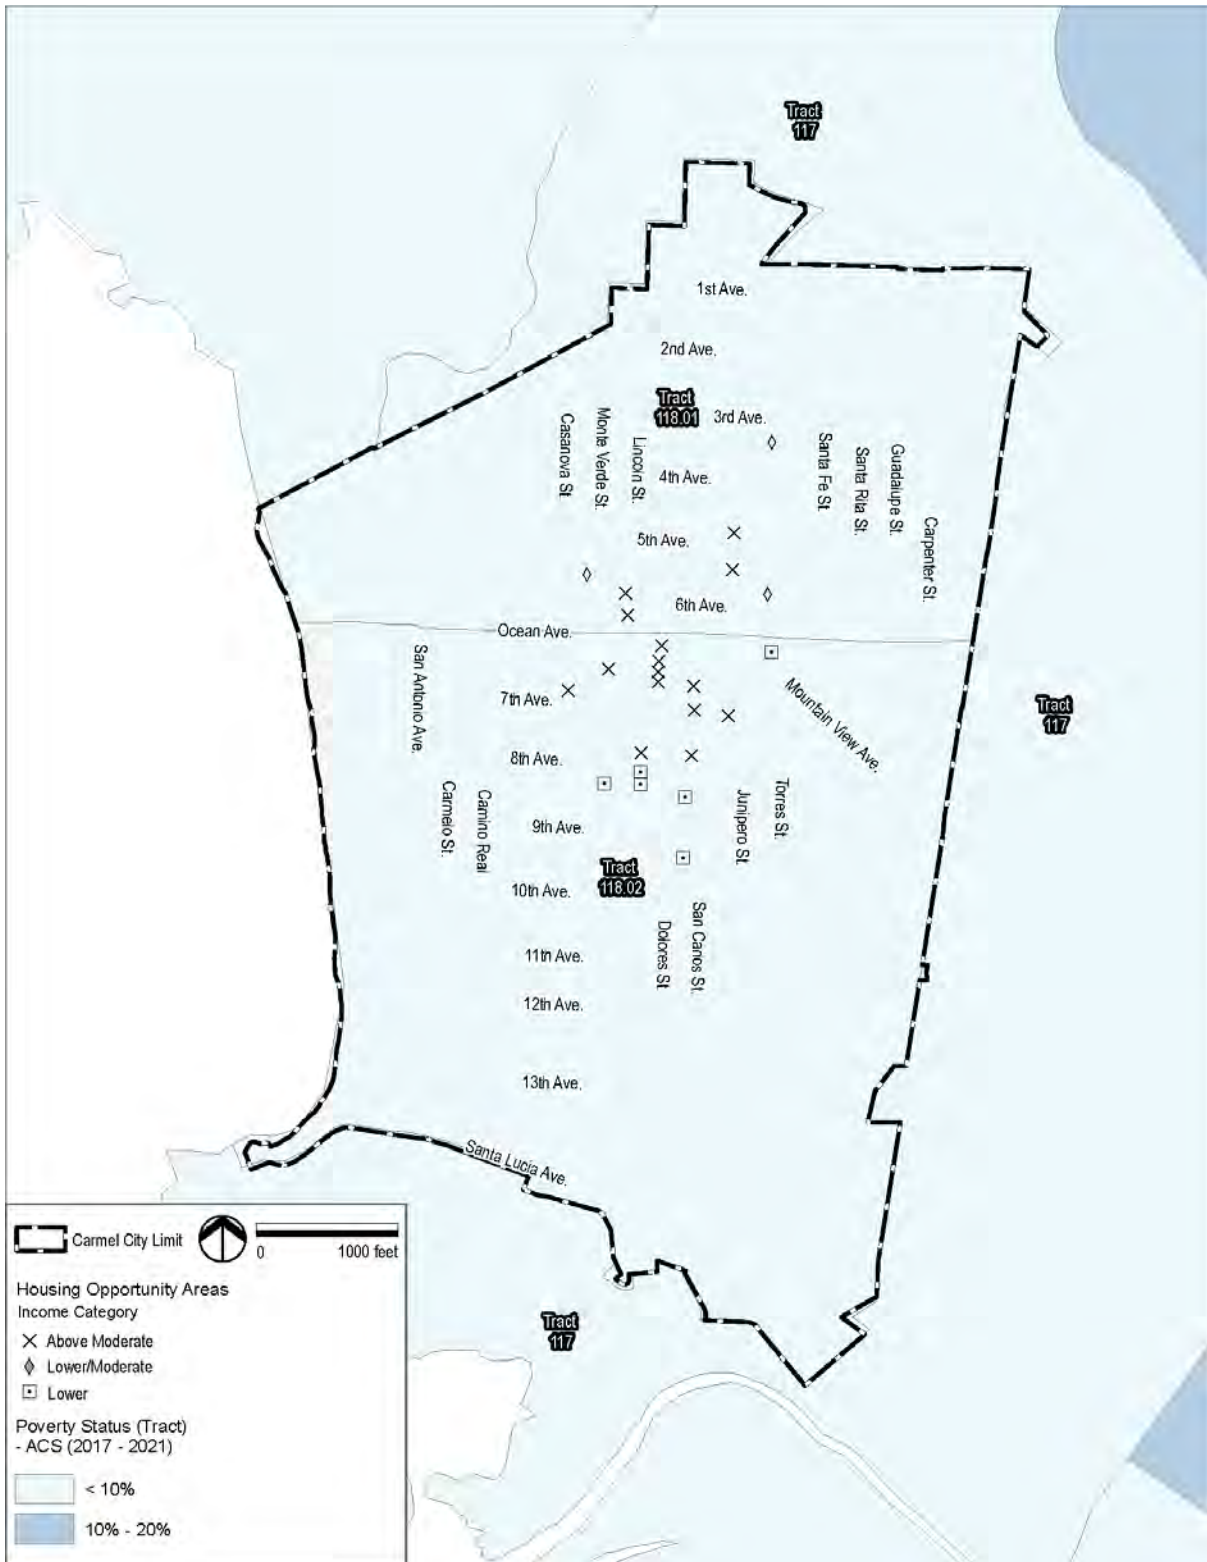 Tract
117
1st Ave.
2nd Ave.
Tract
118.01
3rd Ave.
Casanova St.
Monte Verde St.
Lincoln St.
4th Ave.
Santa Fe St.
Santa Rita St.
Guadalupe St.
Carpenter St.
5th Ave.
6th Ave.
Ocean Ave.
San Antonio Ave.
7th Ave.
Mountain View Ave.
Tract
117
8th Ave.
Carmelo St.
Camino Real
Junipero St.
Torres St.
9th Ave.
Tract
118.02
10th Ave.
Dolores St.
San Carlos St.
11th Ave.
12th Ave.
13th Ave.
Santa Lucia Ave.
Tract
117
Carmel City Limit
0 1000 feet
Housing Opportunity Areas
Income Category
Above Moderate
Lower/Moderate
Lower
Poverty Status (Tract)
- ACS (2017 - 2021)
< 10%
10% - 20%